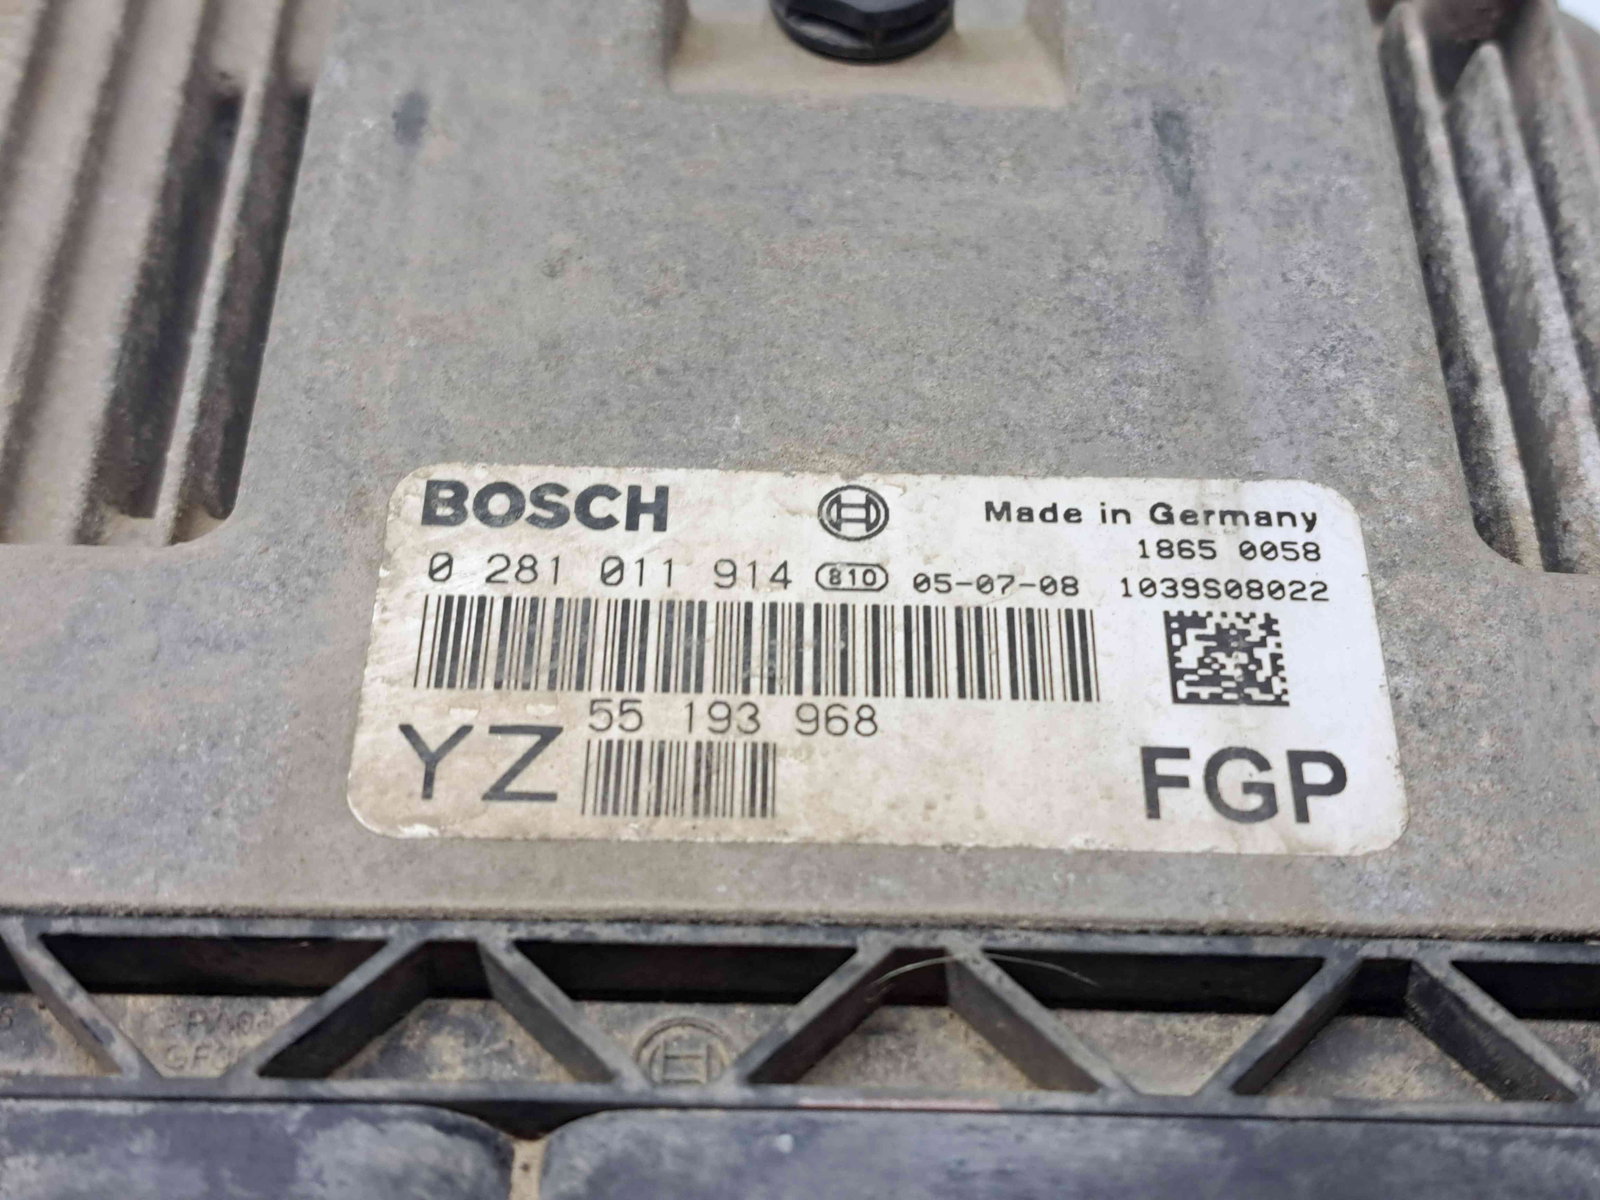 BOSCH
Made in Germany
1865 0058
0 281 011 914 810 05-07-08 1039S08022
55 193 968
YZ
FGP